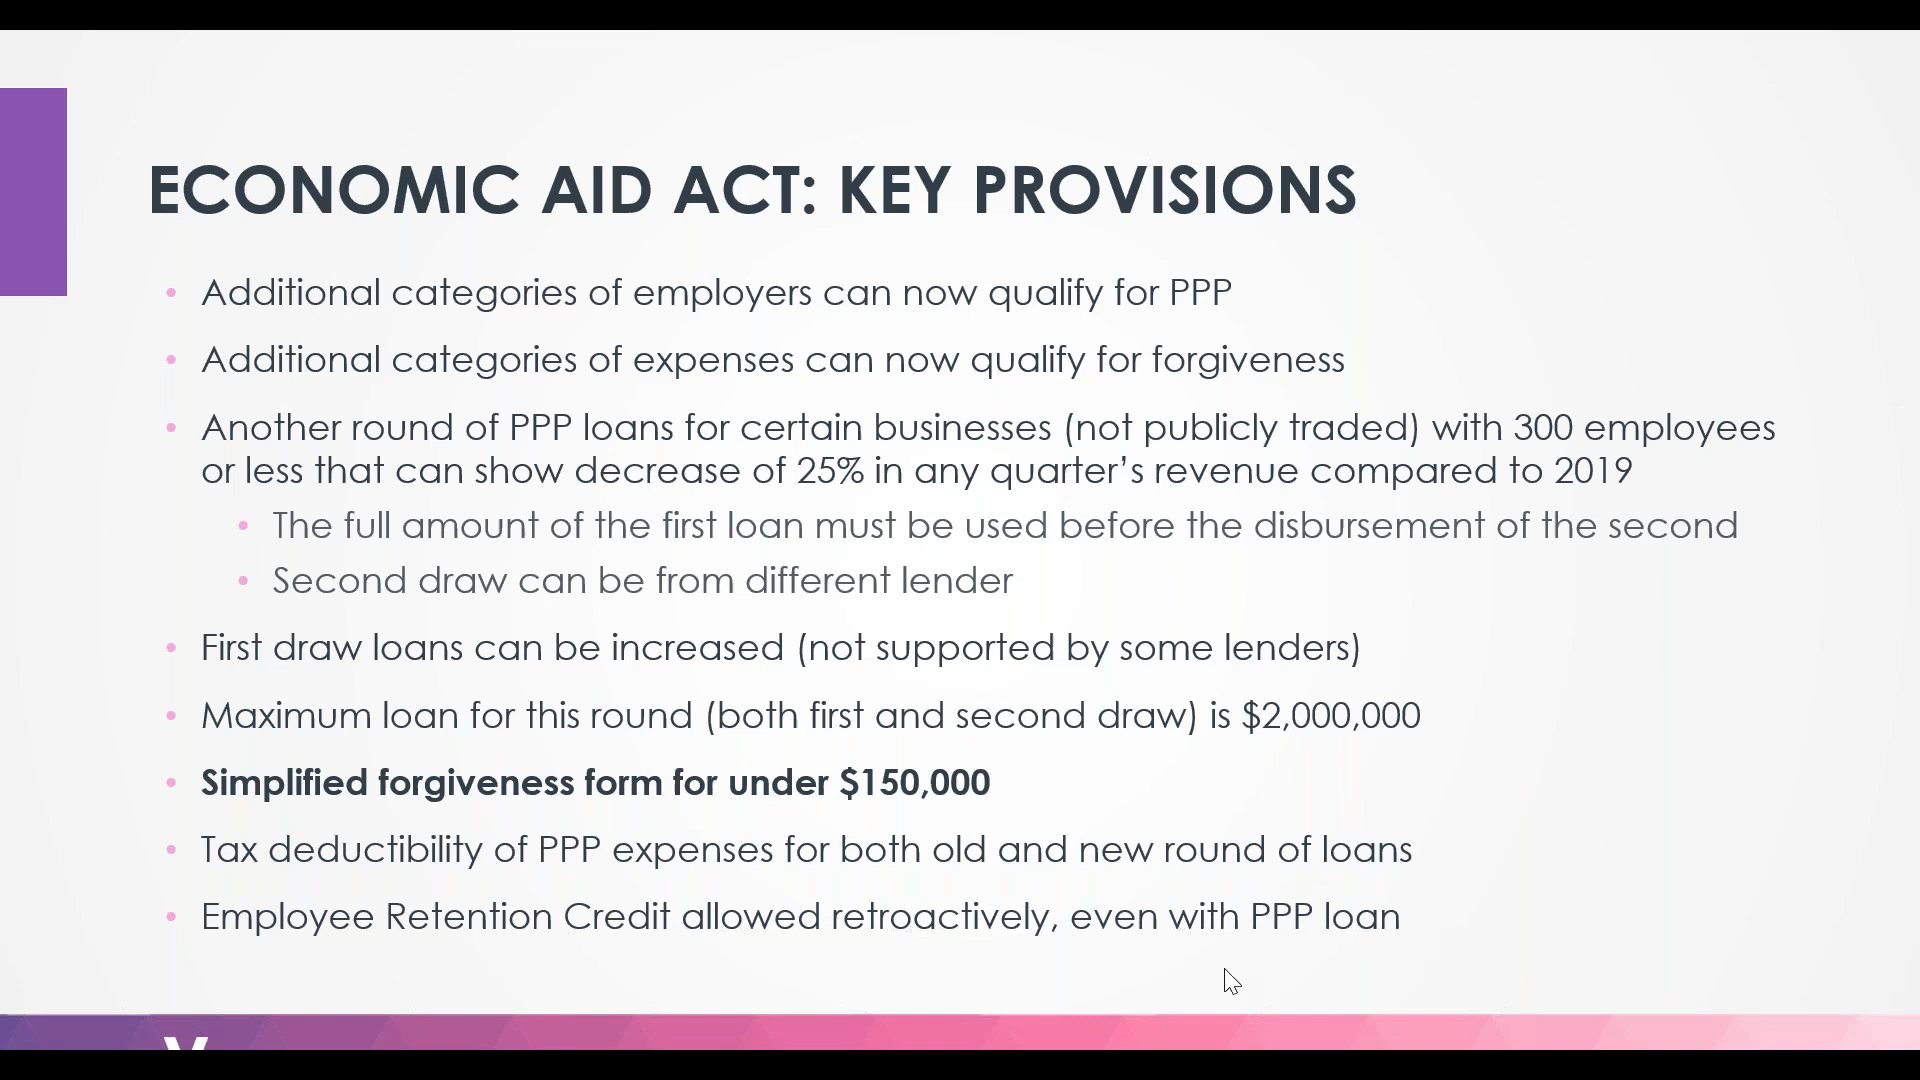 ECONOMIC AID ACT: KEY PROVISIONS
• Additional categories of employers can now qualify for PPP
• Additional categories of expenses can now qualify for forgiveness
• Another round of PPP loans for certain businesses (not publicly traded) with 300 employees
or less that can show decrease of 25% in any quarter’s revenue compared to 2019
• The full amount of the first loan must be used before the disbursement of the second
• Second draw can be from different lender
• First draw loans can be increased (not supported by some lenders)
• Maximum loan for this round (both first and second draw) is $2,000,000
• Simplified forgiveness form for under $150,000
• Tax deductibility of PPP expenses for both old and new round of loans
• Employee Retention Credit allowed retroactively, even with PPP loan